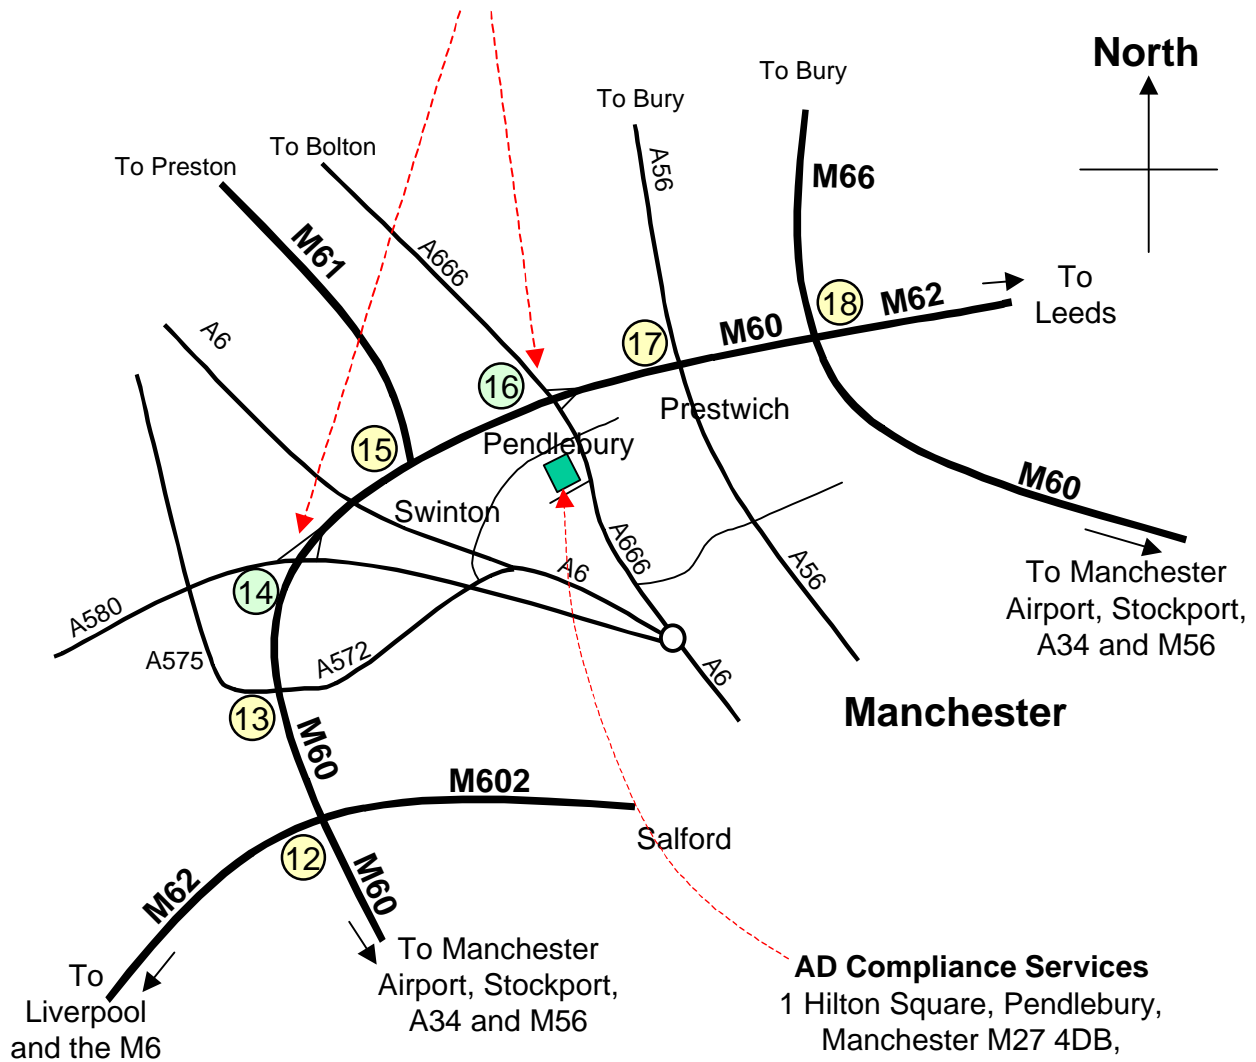 North
To Bury
To Bury
To Bolton
To Preston
A56
M66
M61
A666
To
Leeds
18
M62
M60
17
A6
16
Prestwich
15
Pendlebury
M60
Swinton
A666
A6
A56
14
To Manchester
Airport, Stockport,
A34 and M56
A580
A575
A572
A6
13
Manchester
M60
M602
Salford
12
M62
M60
To Manchester
Airport, Stockport,
A34 and M56
To
Liverpool
and the M6
AD Compliance Services
1 Hilton Square, Pendlebury,
Manchester M27 4DB,